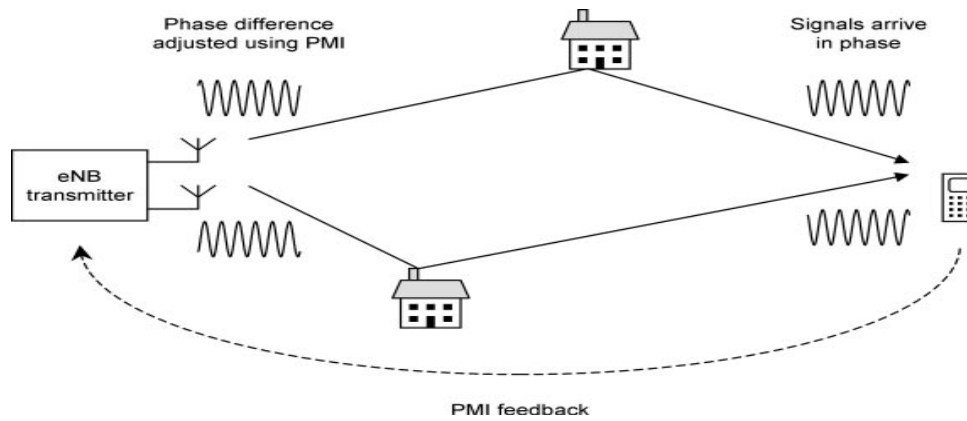 Phase difference
adjusted using PMI
Signals arrive
in phase
eNB
transmitter
PMI feedback